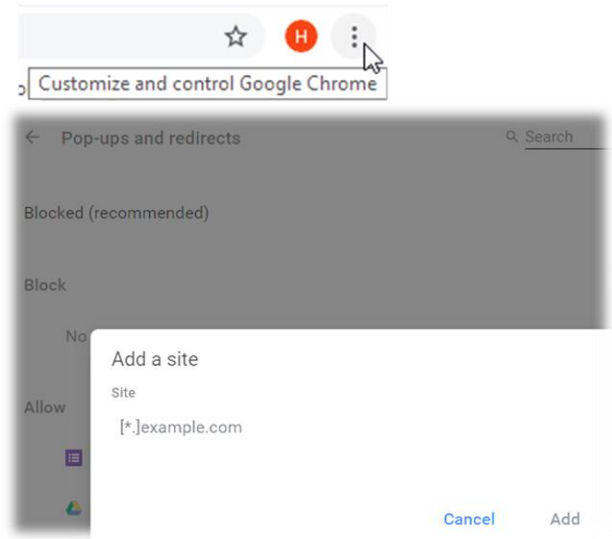 H
Customize and control Google Chrome
Pop-ups and redirects
Search
Blocked (recommended)
Block
No
Add a site
Site
Allow
[*.]example.com
Cancel Add